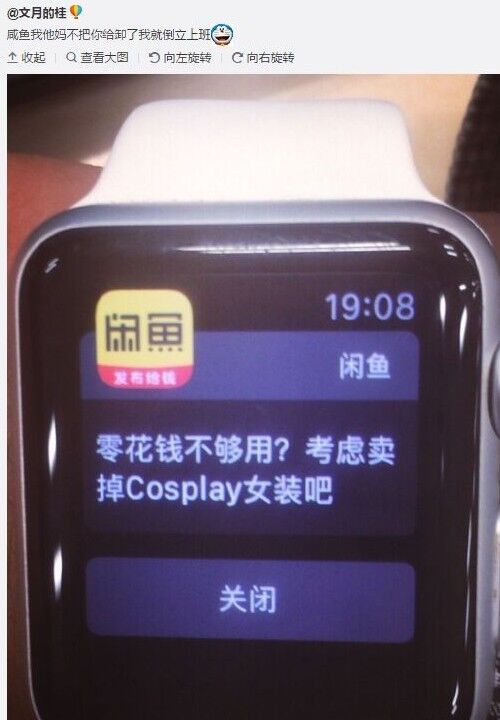 @文月的桂
咸鱼我他妈不把你给卸了我就倒立上班
收起 查看大图 向左旋转 向右旋转
19:08
闲鱼
发布给钱
闲鱼
零花钱不够用？考虑卖
掉Cosplay女装吧
关闭